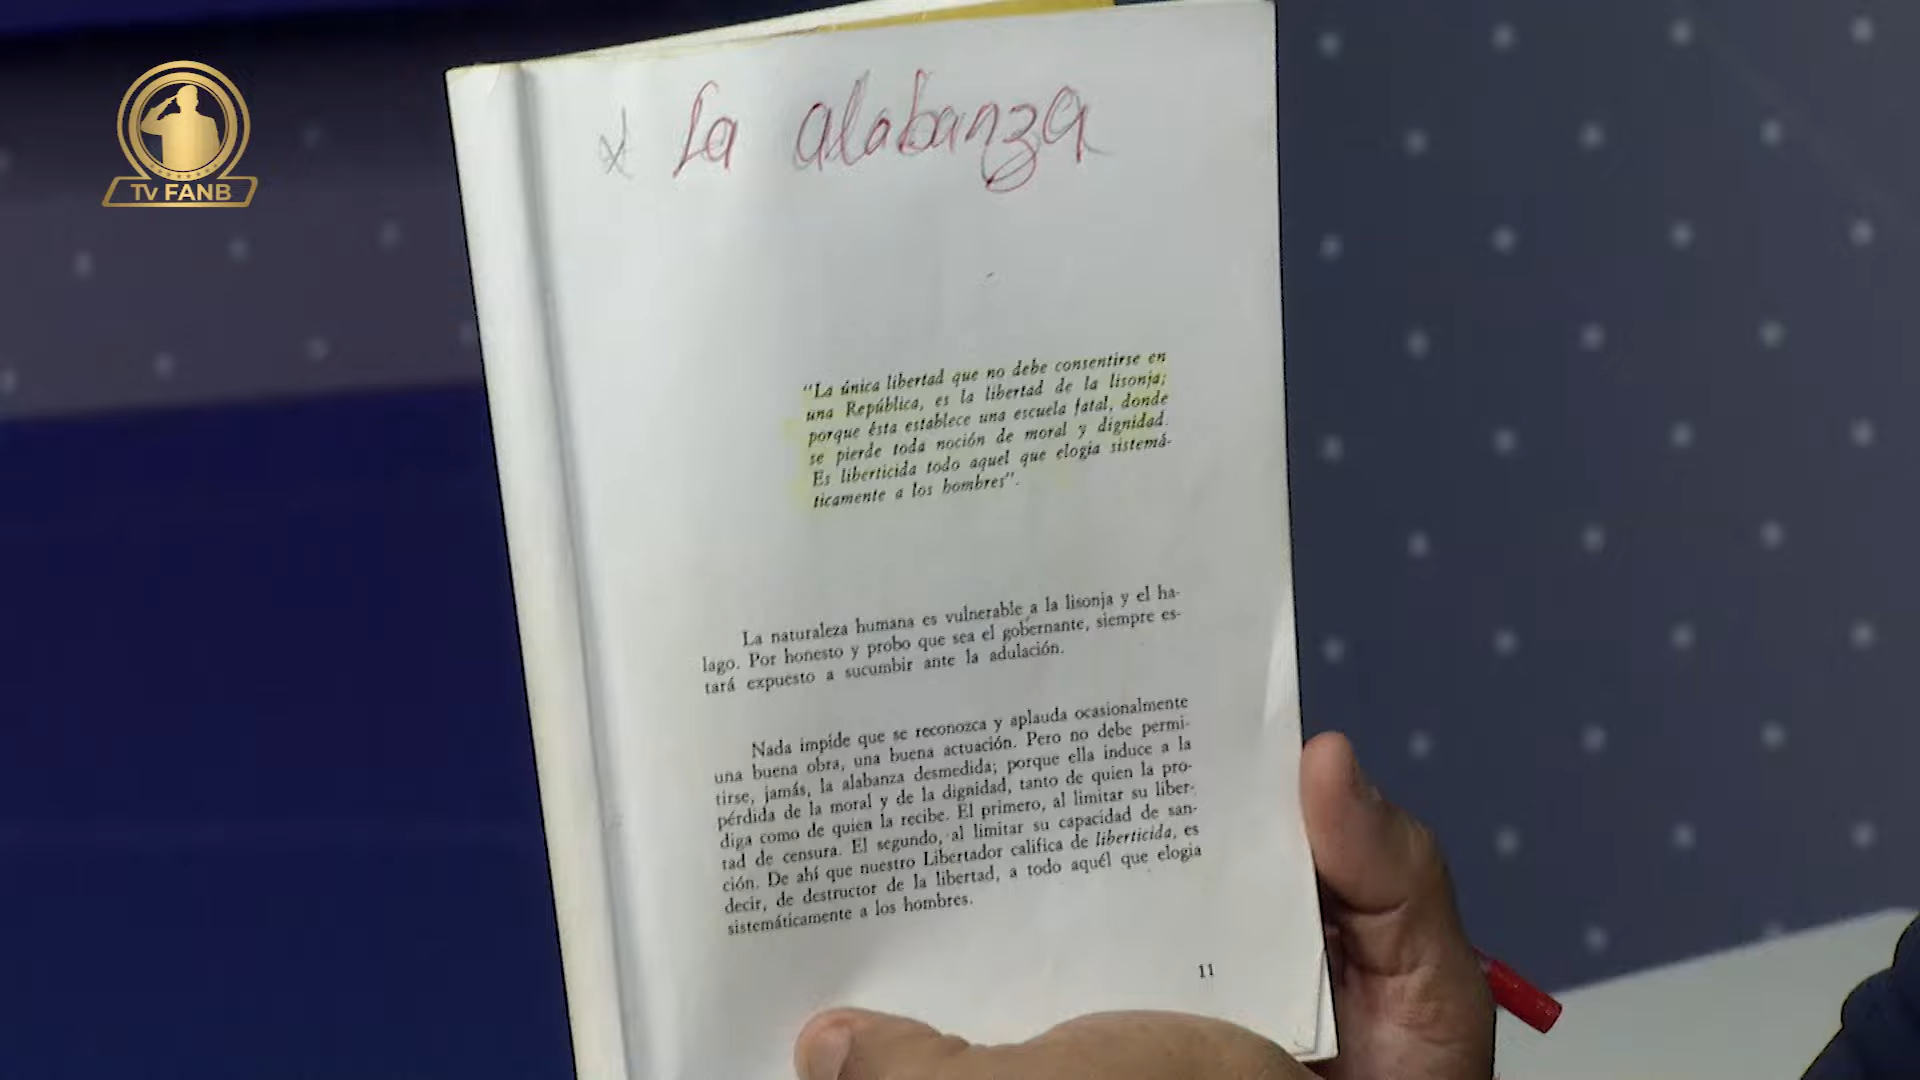 Tv FANB
x La alabanza
"La única libertad que no debe consentirse en
una República, es la libertad de la lisonja;
porque ésta establece una escuela fatal, donde
se pierde toda noción de moral y dignidad.
Es liberticida todo aquel que elogia sistemá-
ticamente a los hombres".
La naturaleza humana es vulnerable a la lisonja y el ha-
lago. Por honesto y probo que sea el gobernante, siempre es-
tará expuesto a sucumbir ante la adulación.
Nada impide que se reconozca y aplauda ocasionalmente
una buena obra, una buena actuación. Pero no debe permi-
tirse, jamás, la alabanza desmedida; porque ella induce a la
pérdida de la moral y de la dignidad, tanto de quien la pro-
diga como de quien la recibe. El primero, al limitar su liber-
tad de censura. El segundo, al limitar su capacidad de san-
ción. De ahí que nuestro Libertador califica de liberticida, es
decir, de destructor de la libertad, a todo aquél que elogia
sistemáticamente a los hombres.
11